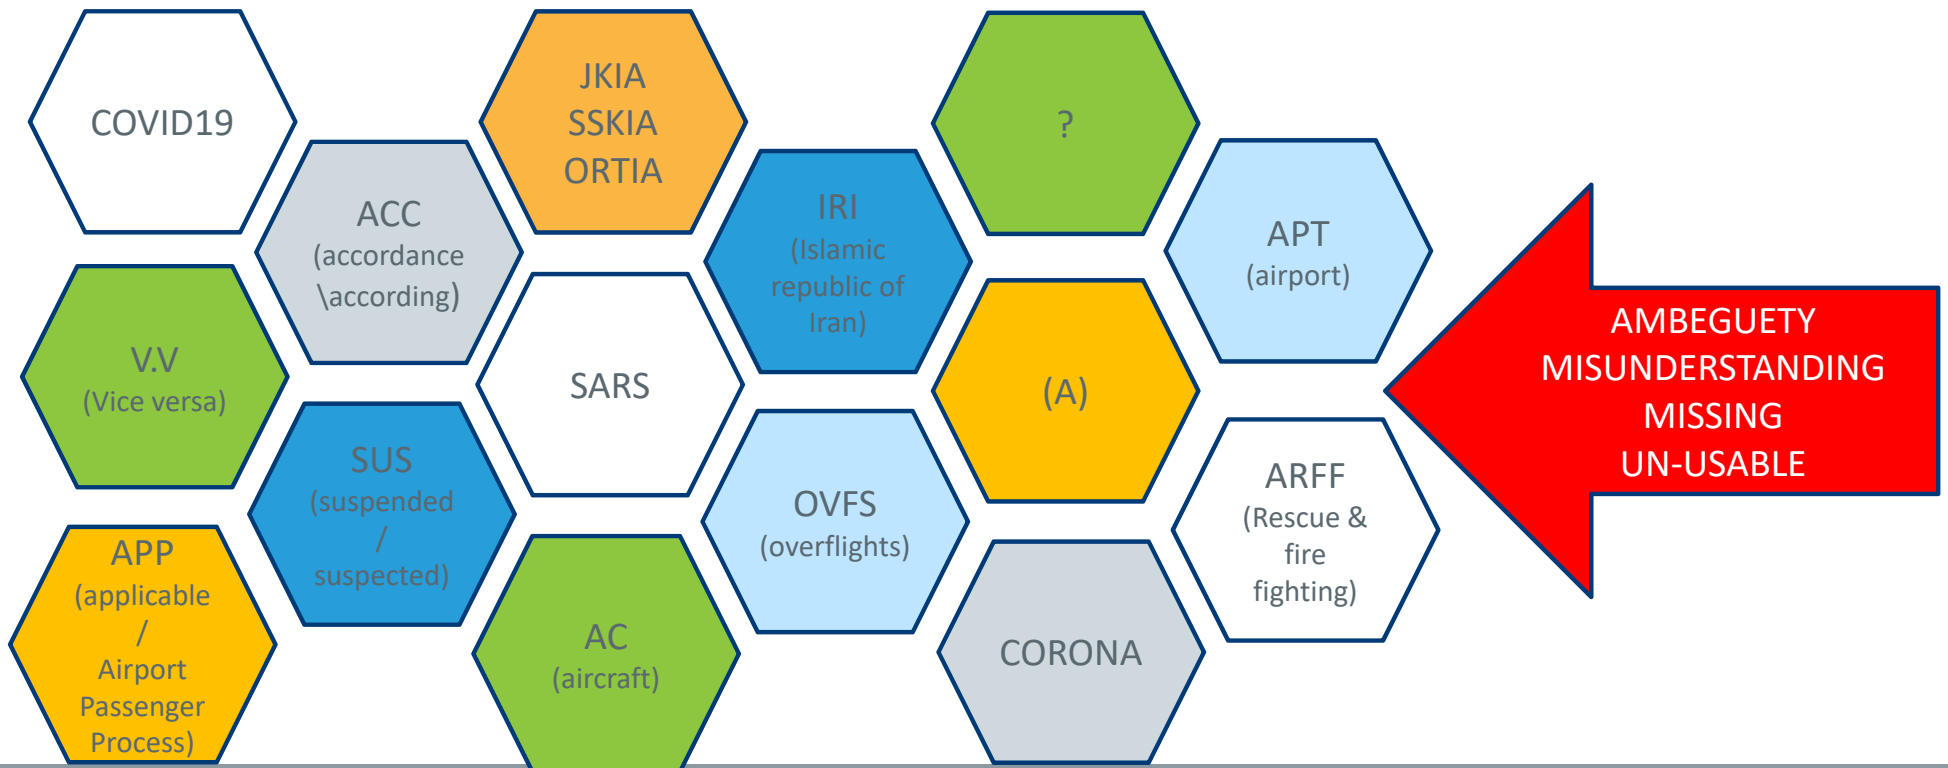 COVID19
JKIA
SSKIA
ORTIA
?
ACC
(accordance
\according)
IRI
(Islamic
republic of
Iran)
APT
(airport)
V.V
(Vice versa)
SARS
(A)
AMBEGUETY
MISUNDERSTANDING
MISSING
UN-USABLE
SUS
(suspended
/
suspected)
OVFS
(overflights)
ARFF
(Rescue &
fire
fighting)
APP
(applicable
/
Airport
Passenger
Process)
AC
(aircraft)
CORONA